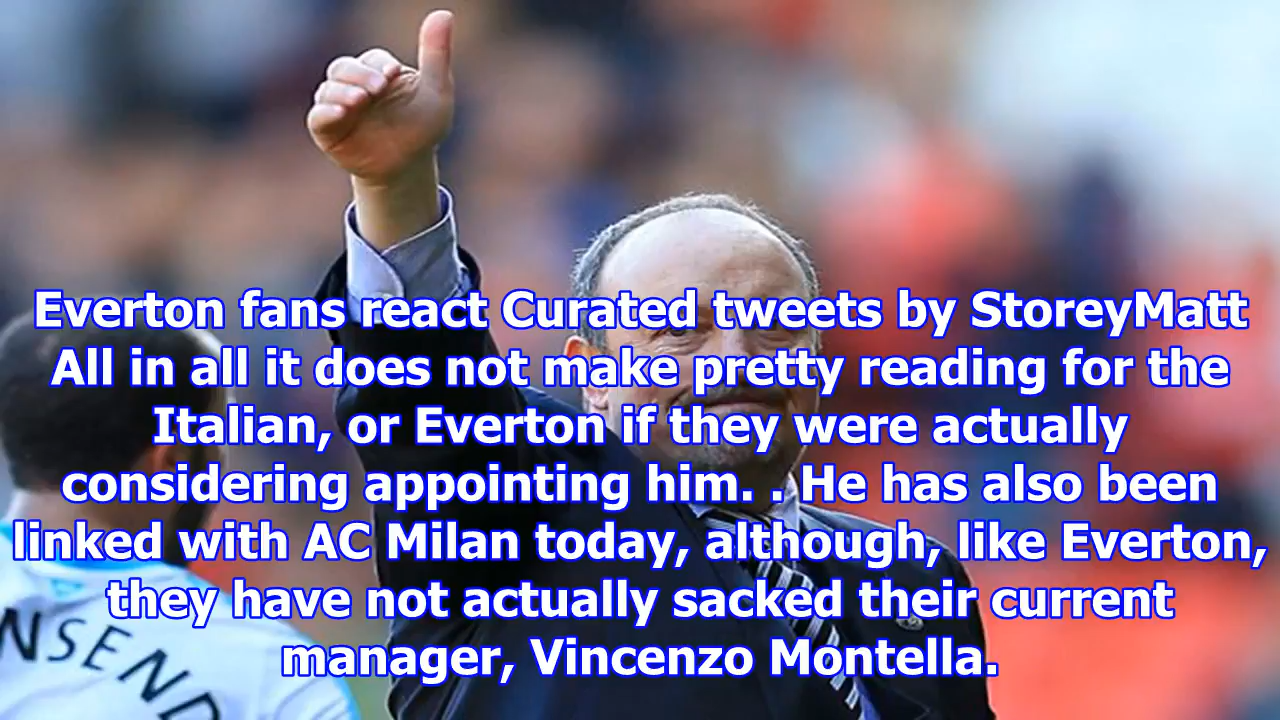 Everton fans react Curated tweets by StoreyMatt
All in all it does not make pretty reading for the
Italian, or Everton if they were actually
considering appointing him. . He has also been
linked with AC Milan today, although, like Everton,
they have not actually sacked their current
manager, Vincenzo Montella.
NSEND